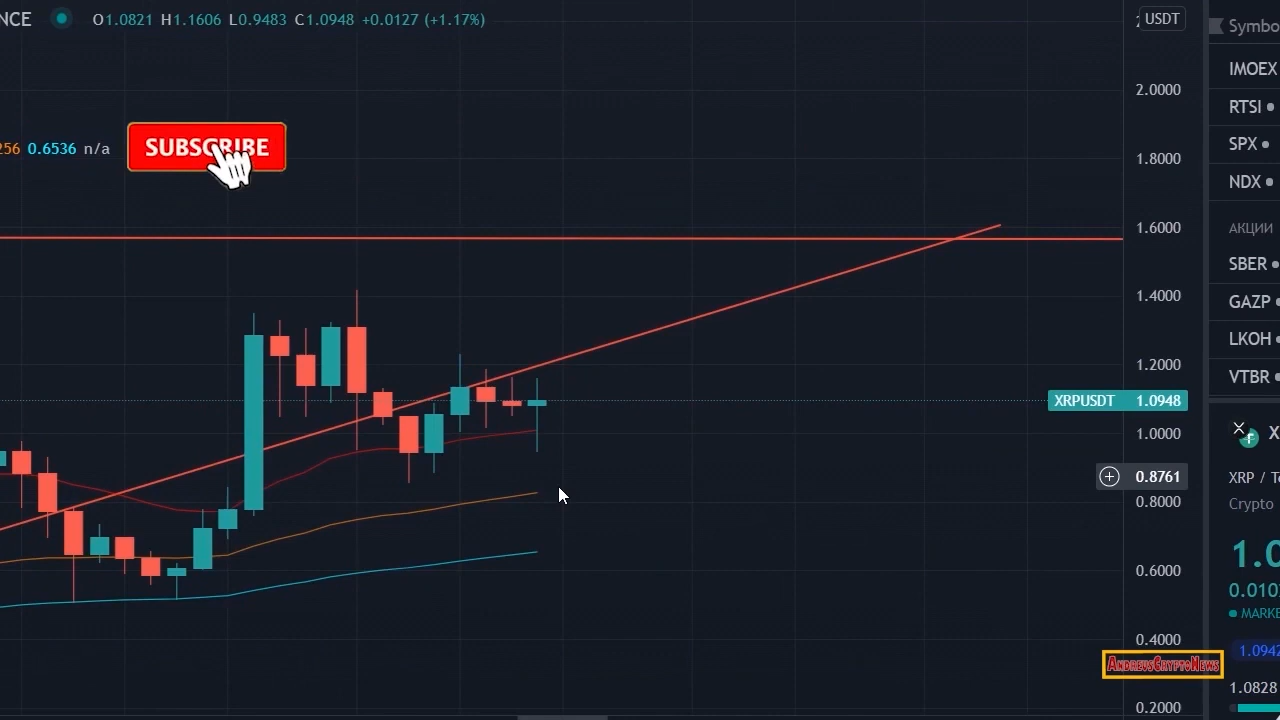 NCE O1.0821 H1.1606 L0.9483 C1.0948 +0.0127 (+1.17%)
USDT
256 0.6536 n/a
SUBSCRIBE
2.0000
1.8000
1.6000
1.4000
1.2000
XRPUSDT 1.0948
1.0000
0.8761
0.8000
0.6000
0.4000
0.2000
ANDREUSCRYPTONEWS
Symbo
IMOEX
RTSI
SPX
NDX
АКЦИИ
SBER
GAZP
LKOH
VTBR
X
XRP / Te
Crypto
1.0
0.010
MARKE
1.0942
1.0828